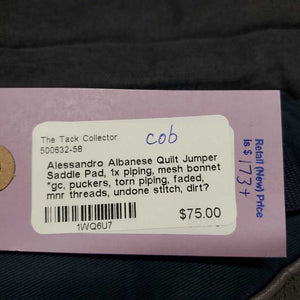 The Tack Collector
500632-58
cob
Alessandro Albanese Quilt Jumper
Saddle Pad, 1x piping, mesh bonnet
*gc, puckers, torn piping, faded,
mnr threads, undone stitch, dirt?
1WQ6U7
$75.00
Retail (New) Price
is $173+